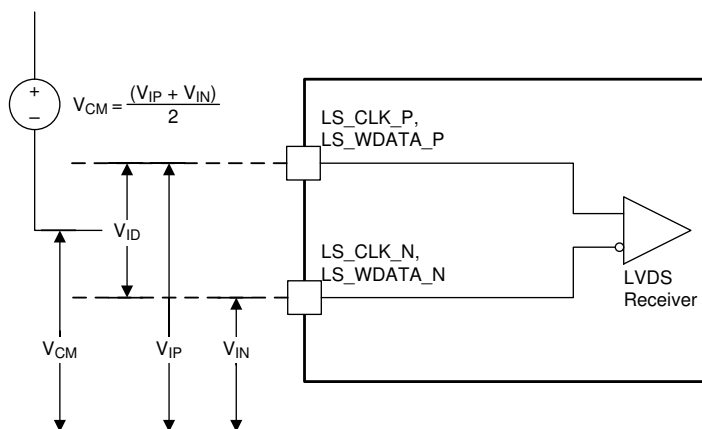 +
−
V_CM = (V_IP + V_IN) / 2
LS_CLK_P,
LS_WDATA_P
V_ID
LS_CLK_N,
LS_WDATA_N
LVDS
Receiver
V_CM
V_IP
V_IN